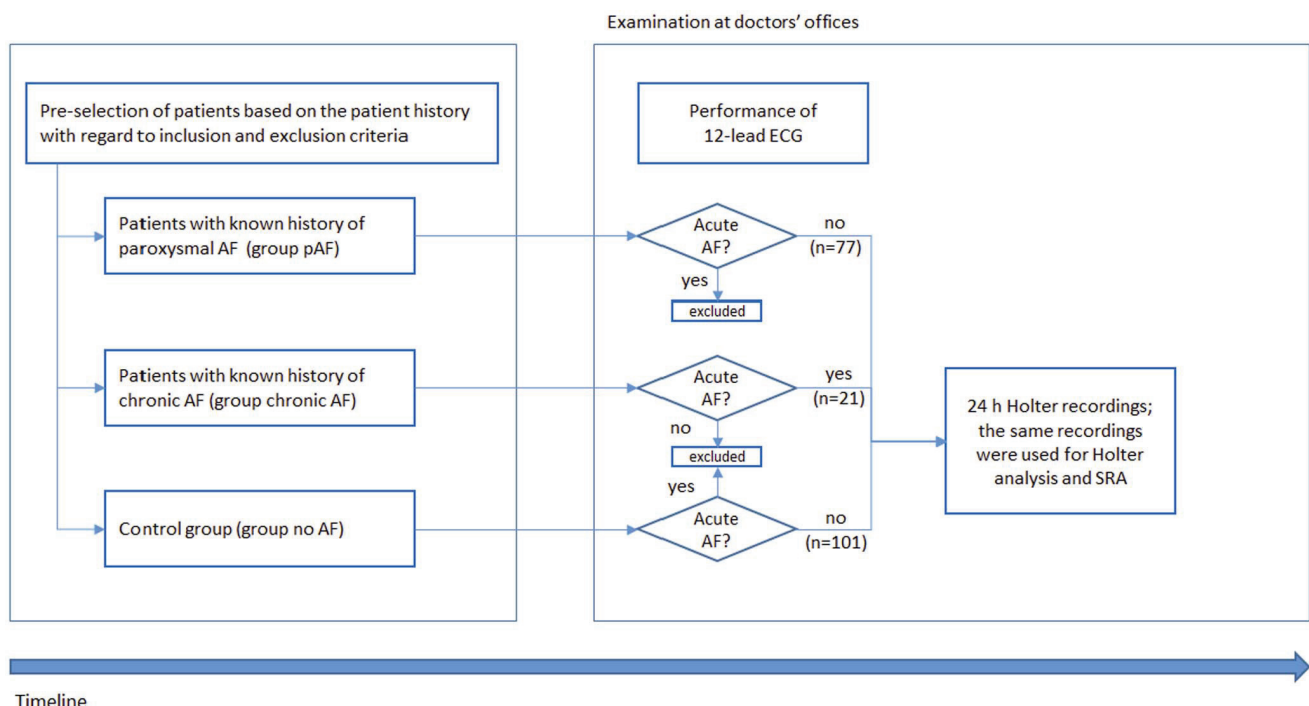 Examination at doctors' offices
Pre-selection of patients based on the patient history
with regard to inclusion and exclusion criteria
Performance of
12-lead ECG
Patients with known history of
paroxysmal AF (group pAF)
Acute
AF?
no
(n=77)
yes
excluded
Patients with known history of
chronic AF (group chronic AF)
Acute
AF?
yes
(n=21)
no
excluded
yes
Control group (group no AF)
Acute
AF?
no
(n=101)
24 h Holter recordings;
the same recordings
were used for Holter
analysis and SRA
Timeline